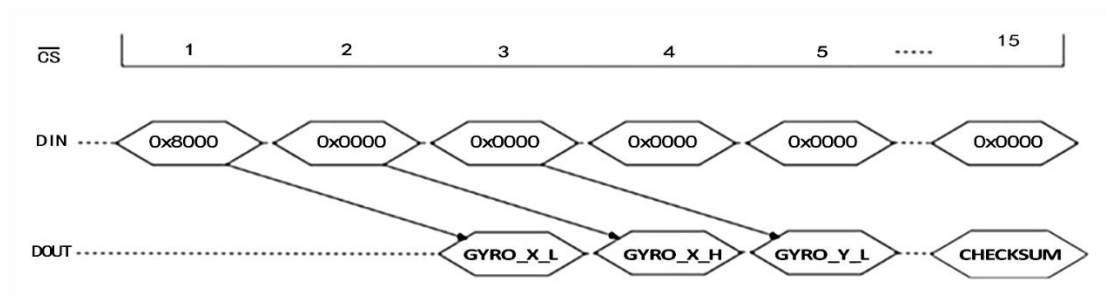 CS 1 2 3 4 5 ..... 15
DIN 0x8000 0x0000 0x0000 0x0000 0x0000 0x0000
DOUT GYRO_X_L GYRO_X_H GYRO_Y_L CHECKSUM